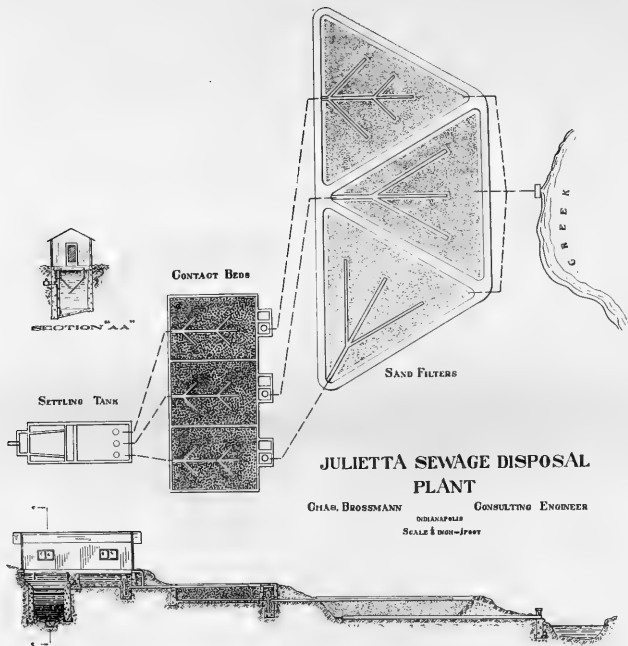 CREEK
CONTACT BEDS
SECTION "AA"
SAND FILTERS
SETTLING TANK
JULIETTA SEWAGE DISPOSAL
PLANT
CHAS. BROSSMANN CONSULTING ENGINEER
INDIANAPOLIS